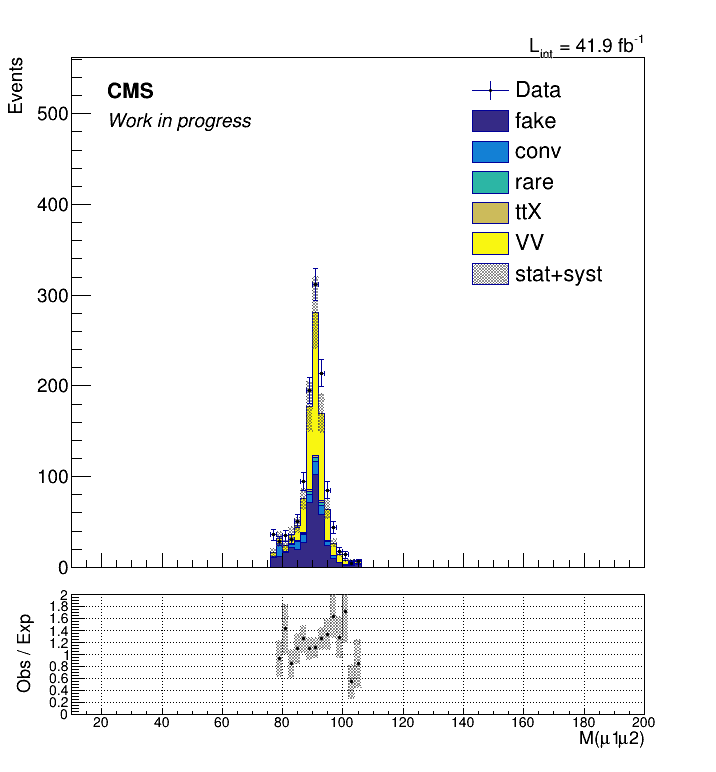 L_int = 41.9 fb^-1
Events
CMS
Work in progress
Data
fake
conv
rare
ttX
VV
stat+syst
500
400
300
200
100
0
Obs / Exp
2
1.8
1.6
1.4
1.2
1
0.8
0.6
0.4
0.2
0
20 40 60 80 100 120 140 160 180 200
M(μ1μ2)